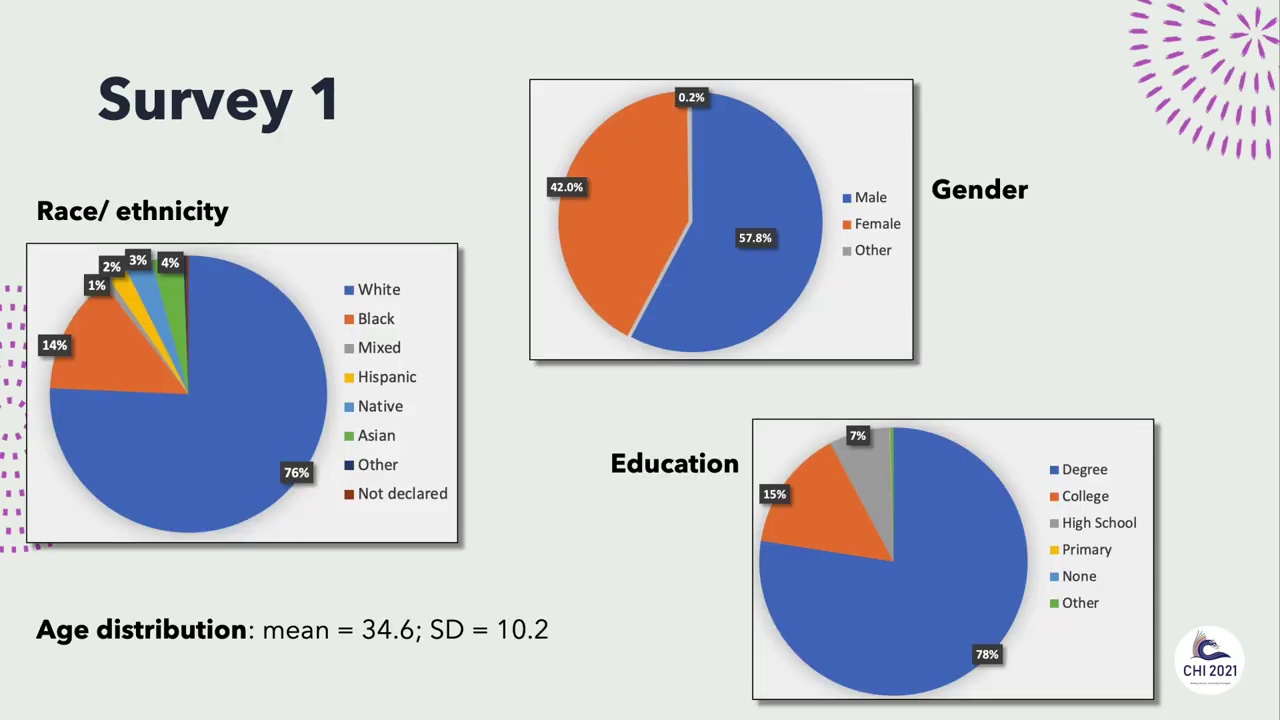 Survey 1
Race/ ethnicity
1%
2%
3%
4%
14%
76%
White
Black
Mixed
Hispanic
Native
Asian
Other
Not declared
0.2%
42.0%
57.8%
Male
Female
Other
Gender
Education
7%
15%
78%
Degree
College
High School
Primary
None
Other
Age distribution: mean = 34.6; SD = 10.2
CHI 2021